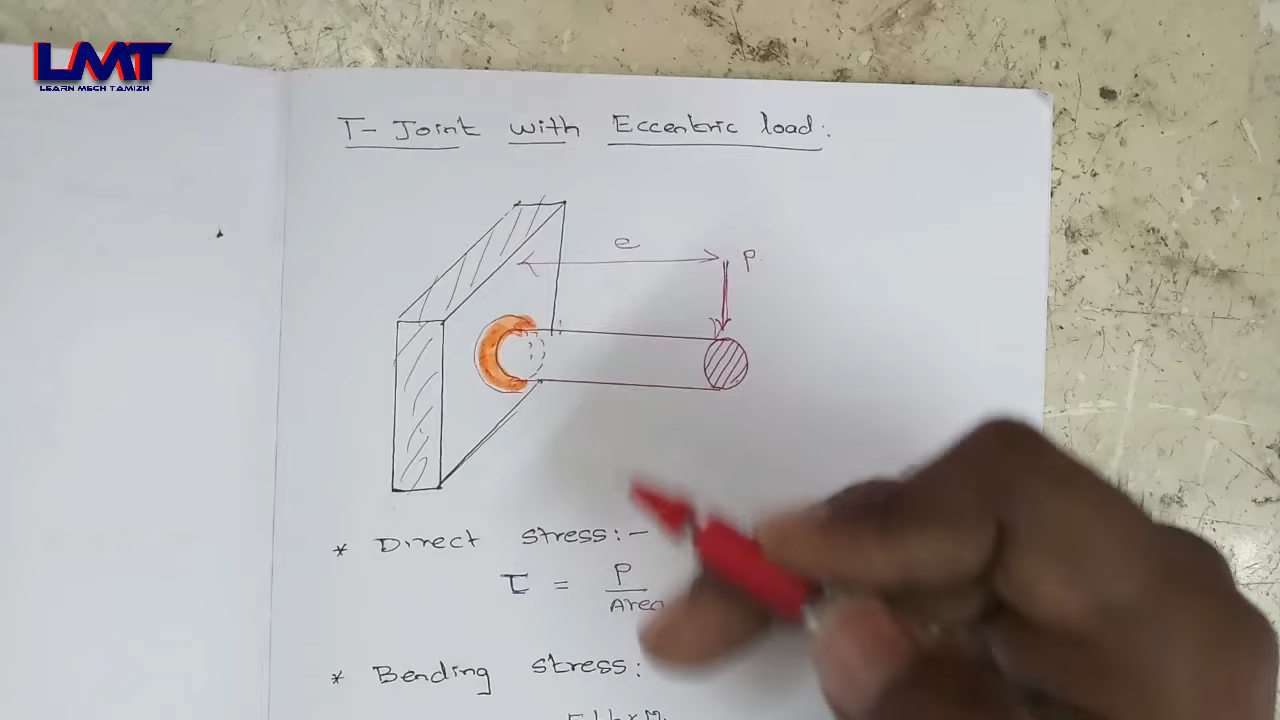 LMT
LEARN MECH TAMIZH
T-Joint with Eccentric load:
e
P
* Direct stress:-
τ = P
Area
* Bending stress: